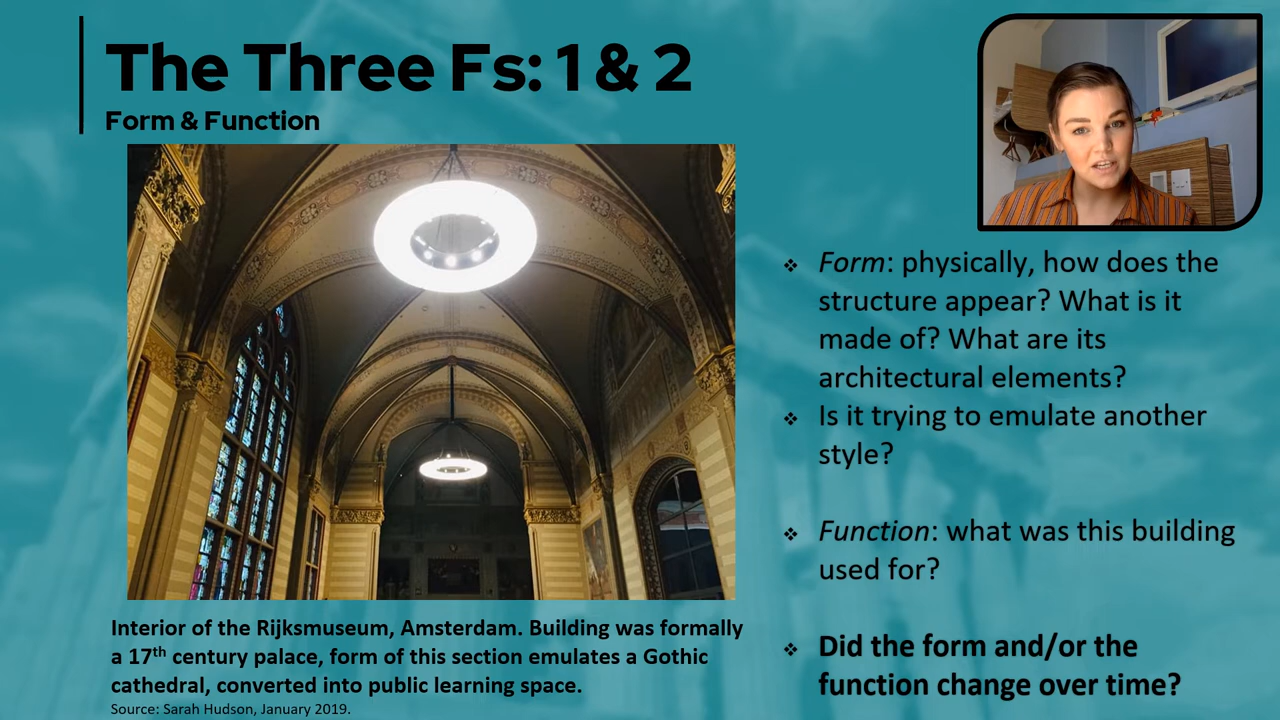 The Three Fs: 1 & 2
Form & Function
❖ Form: physically, how does the
structure appear? What is it
made of? What are its
architectural elements?
❖ Is it trying to emulate another
style?
❖ Function: what was this building
used for?
❖ Did the form and/or the
function change over time?
Interior of the Rijksmuseum, Amsterdam. Building was formally
a 17th century palace, form of this section emulates a Gothic
cathedral, converted into public learning space.
Source: Sarah Hudson, January 2019.